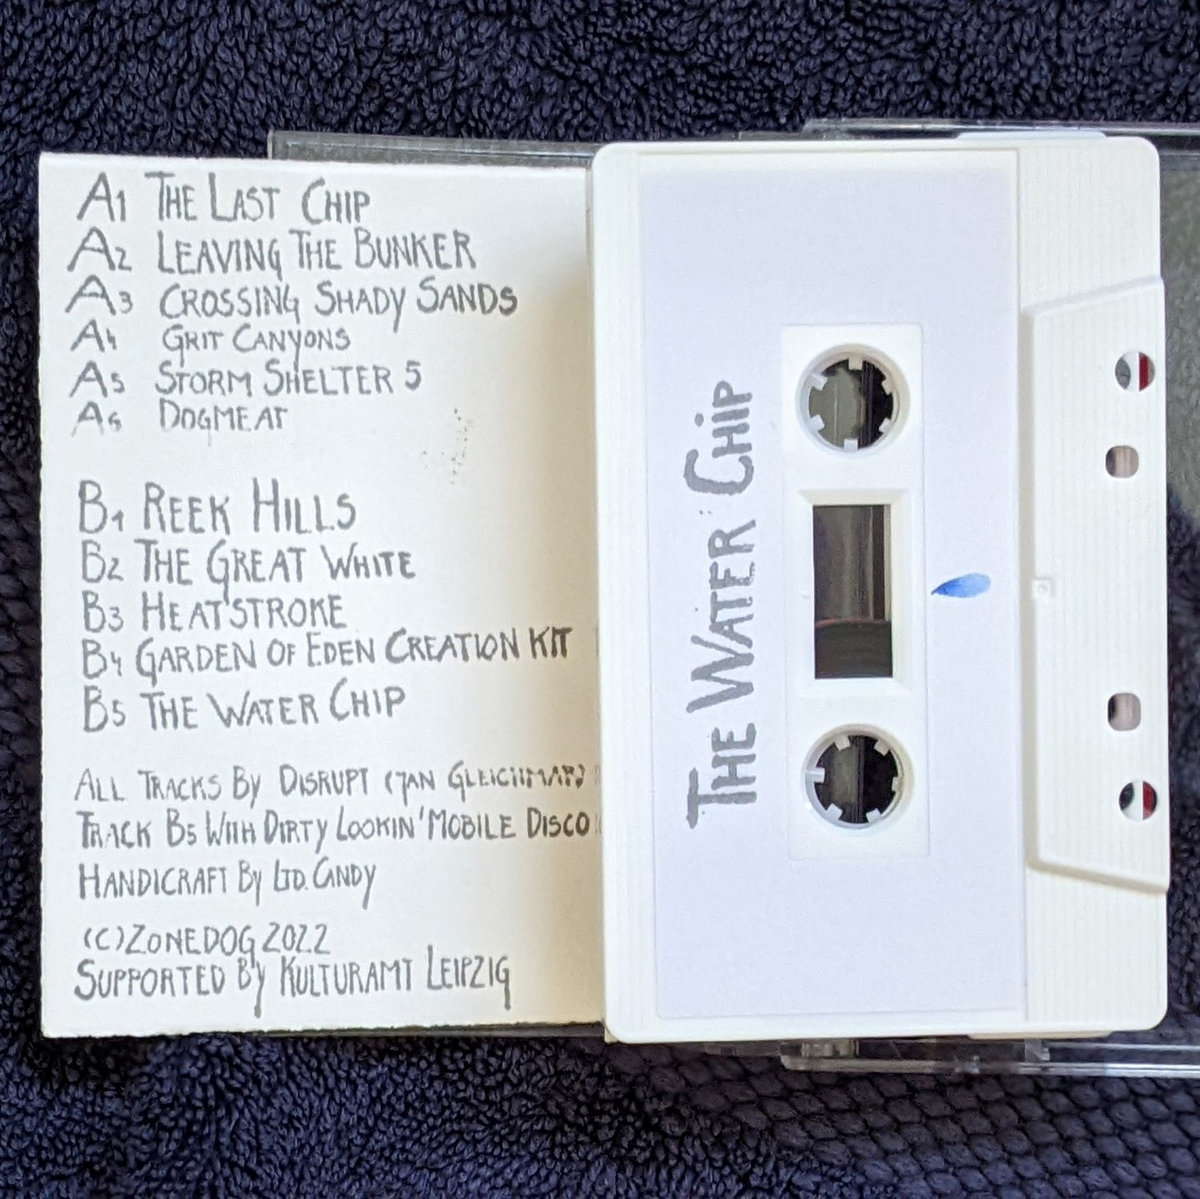 A1 THE LAST CHIP
A2 LEAVING THE BUNKER
A3 CROSSING SHADY SANDS
A4 GRIT CANYONS
A5 STORM SHELTER 5
A6 DOGMEAT
B1 REEK HILLS
B2 THE GREAT WHITE
B3 HEATSTROKE
B4 GARDEN OF EDEN CREATION KIT
B5 THE WATER CHIP
ALL TRACKS BY DISRUPT (JAN GLEICHMAR)
TRACK B5 WITH DIRTY LOOKIN' MOBILE DISCO
HANDICRAFT BY LTD. CANDY
(C) ZONEDOG 2022
SUPPORTED BY KULTURAMT LEIPZIG
THE WATER CHIP